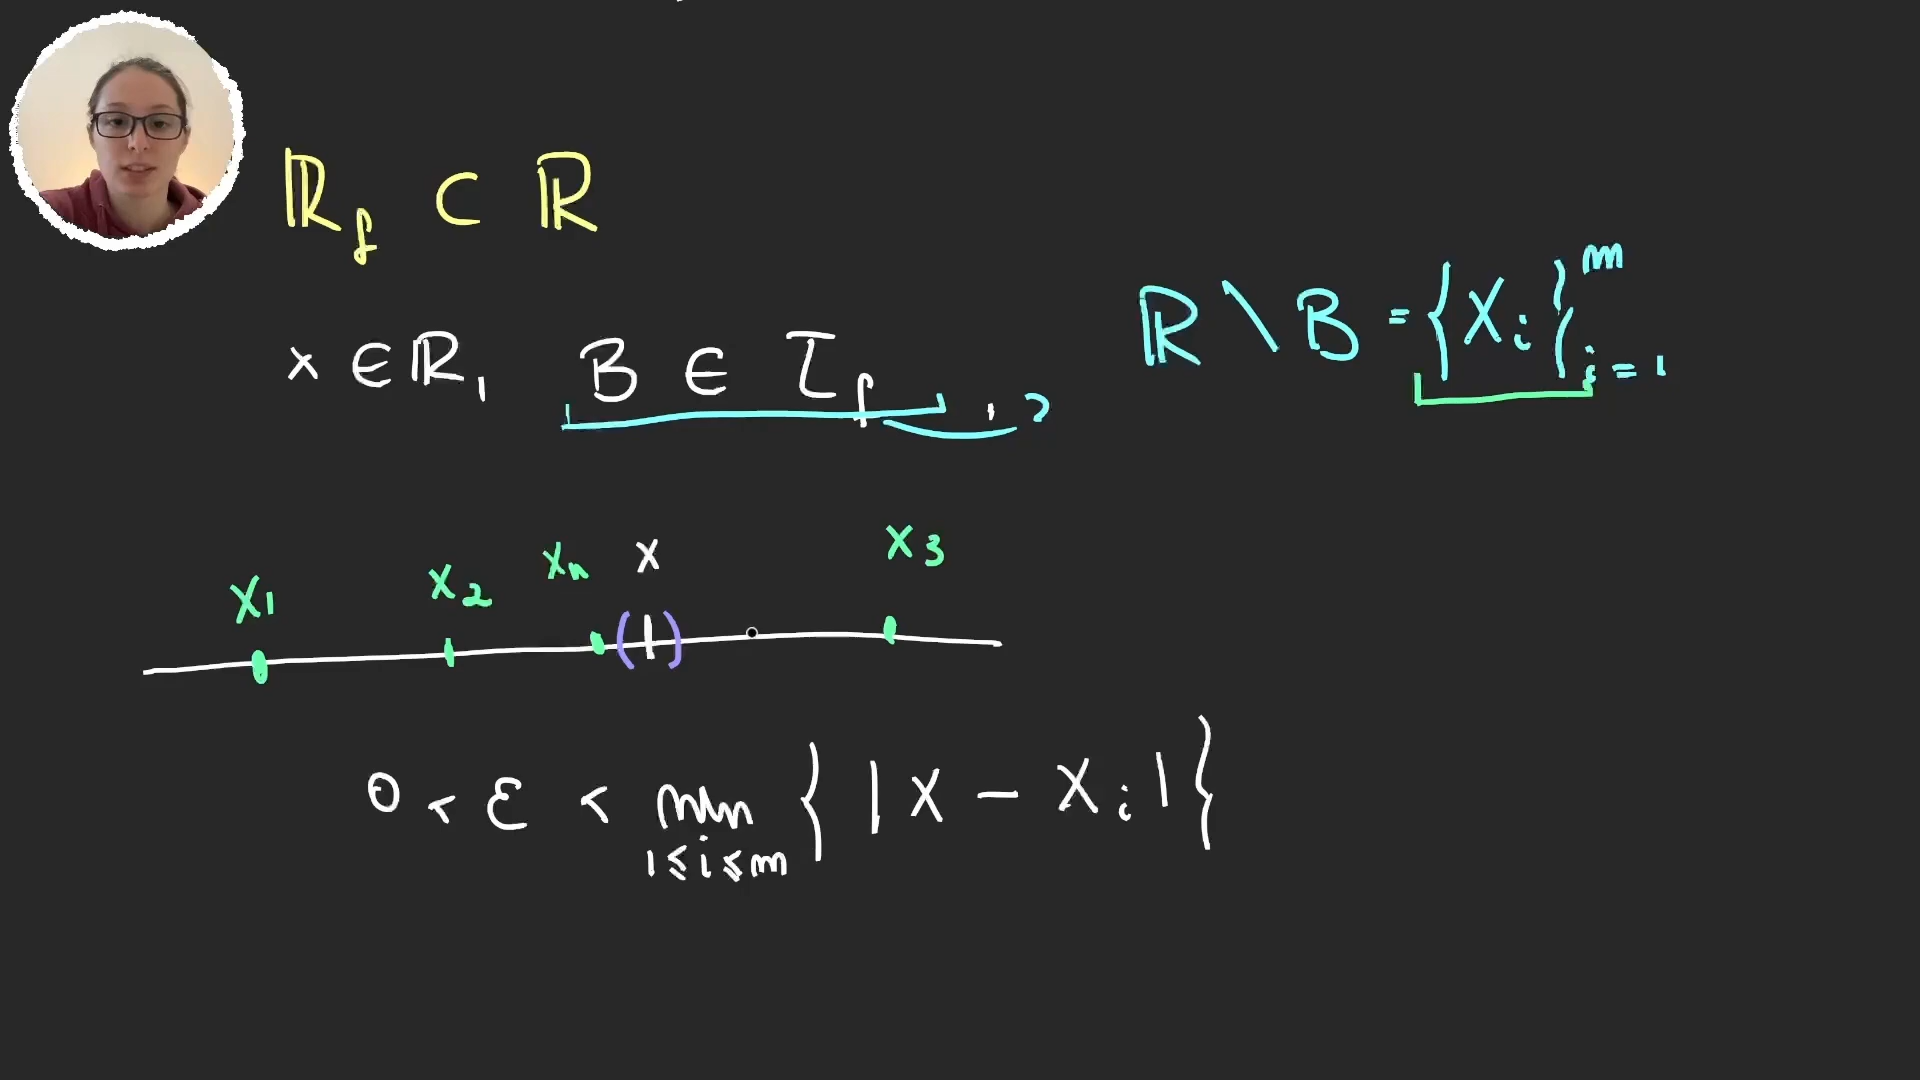 ℝ_f ⊂ ℝ
x ∈ ℝ, B ∈ τ_f , ?
ℝ \ B = {x_i}_{i=1}^m
x_1 x_2 x_n x x_3
( | )
0 < ε < min_{1≤i≤m} { |x - x_i| }